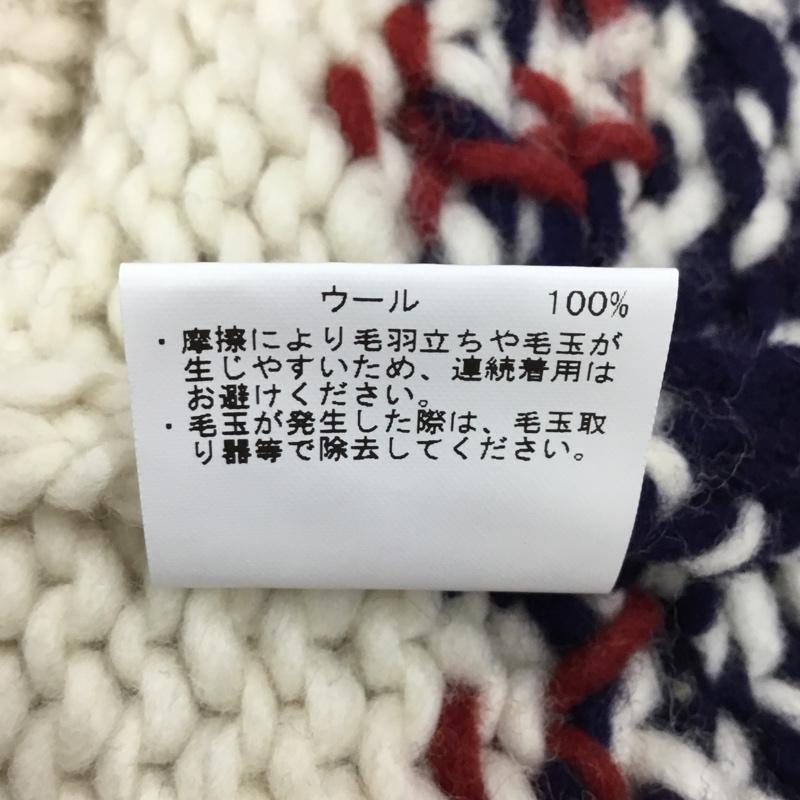 ウール 100%
・摩擦により毛羽立ちや毛玉が
生じやすいため、連続着用は
お避けください。
・毛玉が発生した際は、毛玉取
り器等で除去してください。